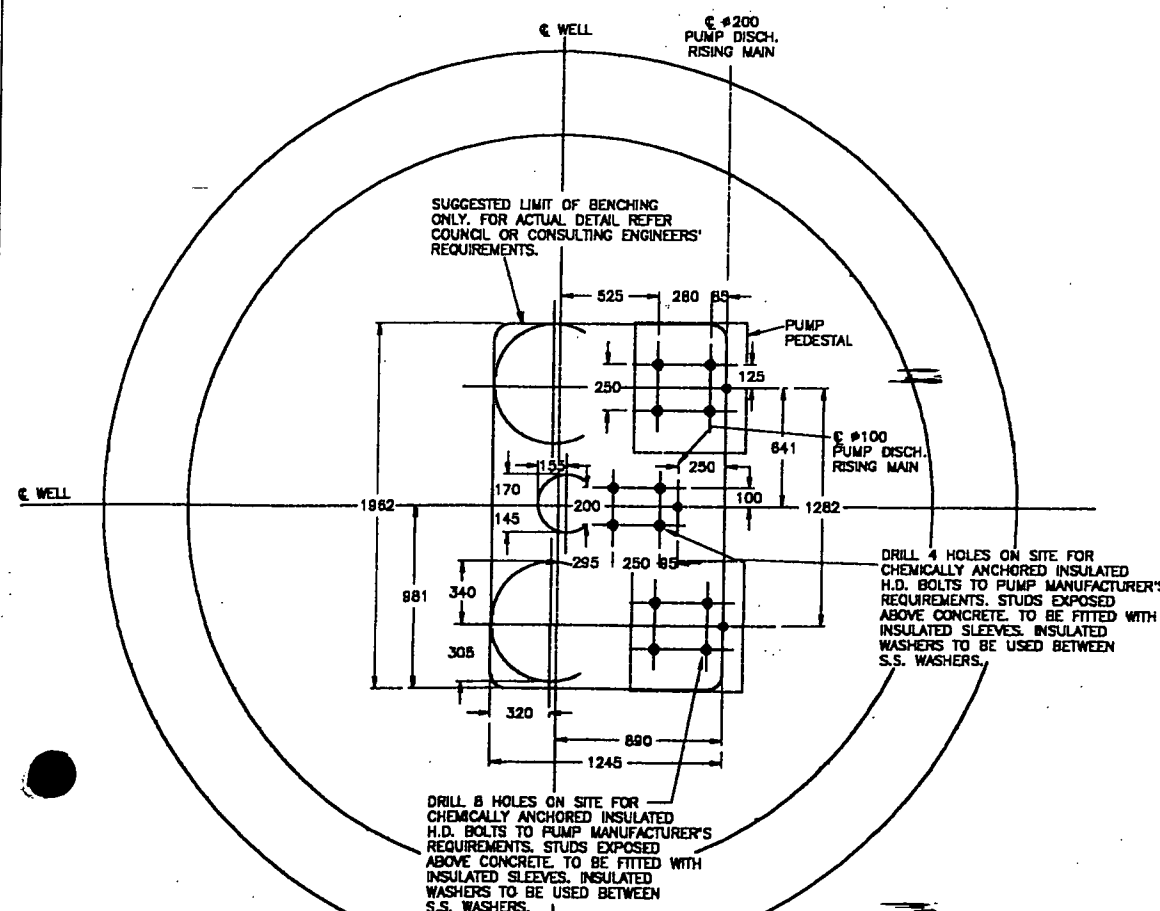 ℄ WELL
℄ ø200
PUMP DISCH.
RISING MAIN
SUGGESTED LIMIT OF BENCHING
ONLY. FOR ACTUAL DETAIL REFER
COUNCIL OR CONSULTING ENGINEERS'
REQUIREMENTS.
525
280
85
PUMP
PEDESTAL
250
125
℄ ø100
PUMP DISCH.
RISING MAIN
641
155
250
170
℄ WELL
1962
200
100
1282
145
295
250
85
DRILL 4 HOLES ON SITE FOR
CHEMICALLY ANCHORED INSULATED
H.D. BOLTS TO PUMP MANUFACTURER'S
REQUIREMENTS. STUDS EXPOSED
ABOVE CONCRETE. TO BE FITTED WITH
INSULATED SLEEVES. INSULATED
WASHERS TO BE USED BETWEEN
S.S. WASHERS.
981
340
305
320
890
1245
DRILL 8 HOLES ON SITE FOR
CHEMICALLY ANCHORED INSULATED
H.D. BOLTS TO PUMP MANUFACTURER'S
REQUIREMENTS. STUDS EXPOSED
ABOVE CONCRETE. TO BE FITTED WITH
INSULATED SLEEVES. INSULATED
WASHERS TO BE USED BETWEEN
S.S. WASHERS.